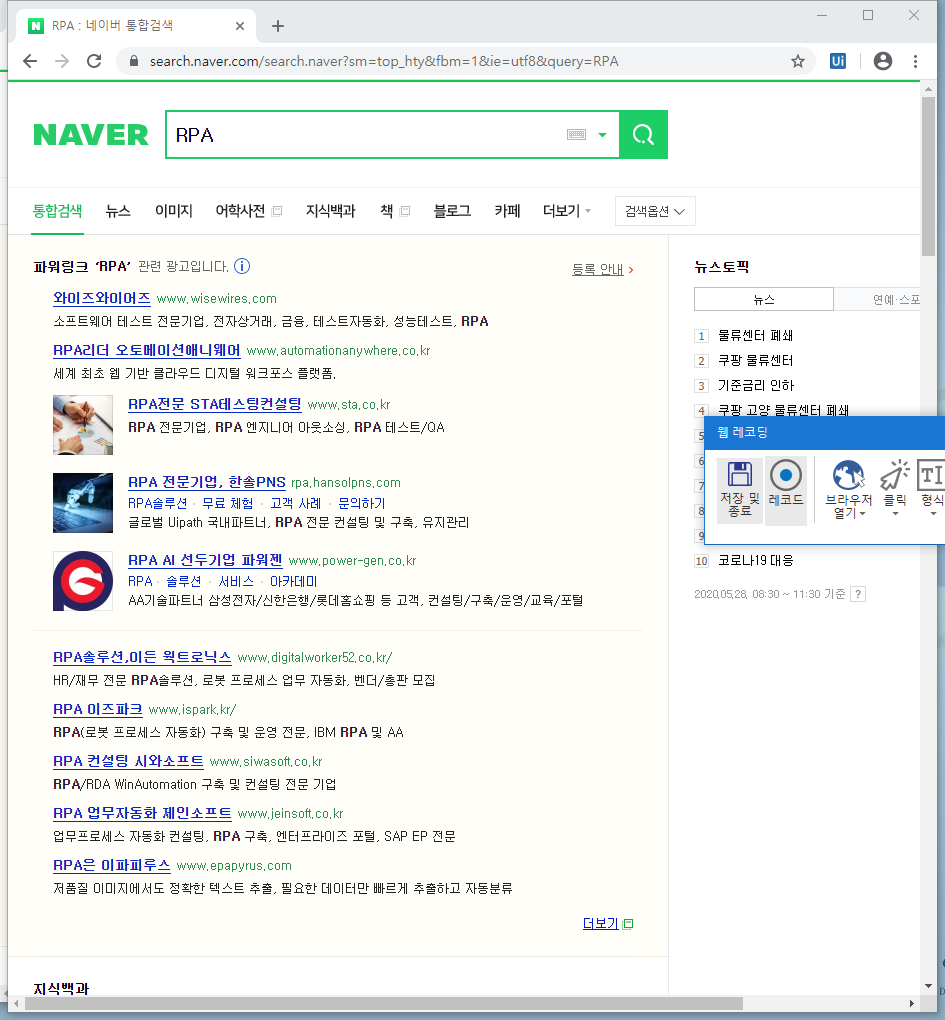 RPA : 네이버 통합검색
search.naver.com/search.naver?sm=top_hty&fbm=1&ie=utf8&query=RPA
Ui
NAVER
RPA
통합검색 뉴스 이미지 어학사전 지식백과 책 블로그 카페 더보기 검색옵션
파워링크 'RPA' 관련 광고입니다.
등록 안내
와이즈와이어즈 www.wisewires.com
소프트웨어 테스트 전문기업, 전자상거래, 금융, 테스트자동화, 성능테스트, RPA
RPA리더 오토메이션애니웨어 www.automationanywhere.co.kr
세계 최초 웹 기반 클라우드 디지털 워크포스 플랫폼.
RPA전문 STA테스팅컨설팅 www.sta.co.kr
RPA 전문기업, RPA 엔지니어 아웃소싱, RPA 테스트/QA
RPA 전문기업, 한솔PNS rpa.hansolpns.com
RPA솔루션 · 무료 체험 · 고객 사례 · 문의하기
글로벌 Uipath 국내파트너, RPA 전문 컨설팅 및 구축, 유지관리
RPA AI 선두기업 파워젠 www.power-gen.co.kr
RPA · 솔루션 · 서비스 · 아카데미
AA기술파트너 삼성전자/신한은행/롯데홈쇼핑 등 고객, 컨설팅/구축/운영/교육/포털
RPA솔루션,이든 웍트로닉스 www.digitalworker52.co.kr/
HR/재무 전문 RPA솔루션, 로봇 프로세스 업무 자동화, 벤더/총판 모집
RPA 이즈파크 www.ispark.kr/
RPA(로봇 프로세스 자동화) 구축 및 운영 전문, IBM RPA 및 AA
RPA 컨설팅 시와소프트 www.siwasoft.co.kr
RPA/RDA WinAutomation 구축 및 컨설팅 전문 기업
RPA 업무자동화 제인소프트 www.jeinsoft.co.kr
업무프로세스 자동화 컨설팅, RPA 구축, 엔터프라이즈 포털, SAP EP 전문
RPA은 이파피루스 www.epapyrus.com
저품질 이미지에서도 정확한 텍스트 추출, 필요한 데이터만 빠르게 추출하고 자동분류
더보기
지식백과
뉴스토픽
뉴스 연예·스포
1 물류센터 폐쇄
2 쿠팡 물류센터
3 기준금리 인하
4 쿠팡 고양 물류센터 폐쇄
5
6
7
8
9
10 코로나19 대응
2020.05.28. 08:30 ~ 11:30 기준 ?
웹 레코딩
저장 및 종료
레코드
브라우저 열기
클릭
형식